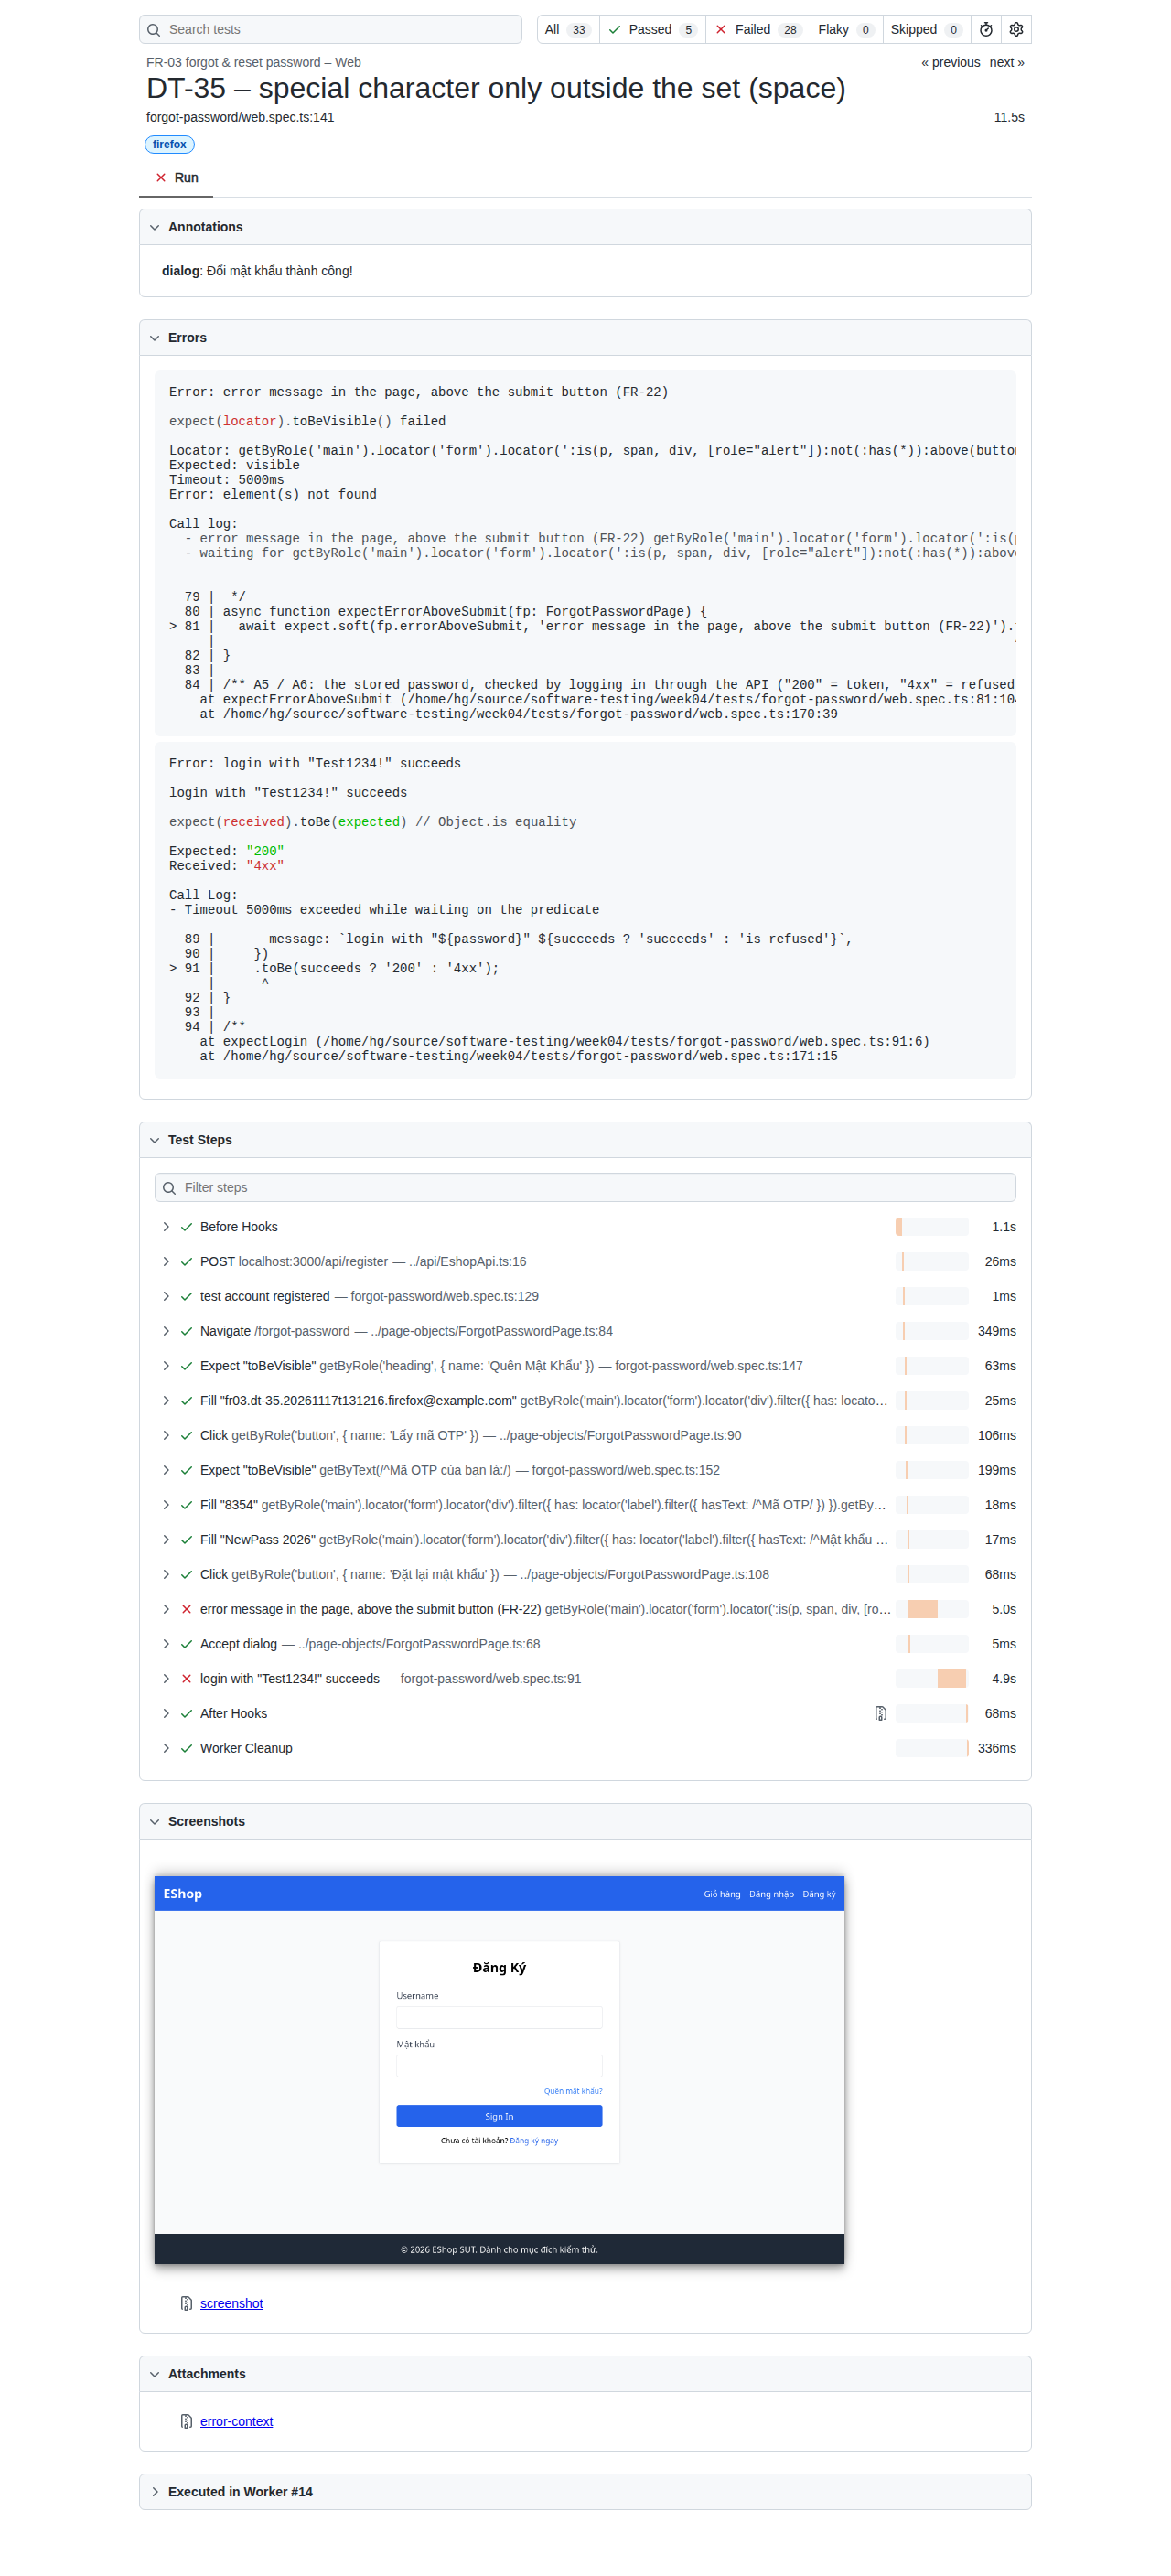 Search tests
All 33 Passed 5 Failed 28 Flaky 0 Skipped 0
FR-03 forgot & reset password – Web
« previous next »
DT-35 – special character only outside the set (space)
forgot-password/web.spec.ts:141
11.5s
firefox
Run
Annotations
dialog: Đổi mật khẩu thành công!
Errors
Error: error message in the page, above the submit button (FR-22)
expect(locator).toBeVisible() failed
Locator: getByRole('main').locator('form').locator(':is(p, span, div, [role="alert"]):not(:has(*)):above(button
Expected: visible
Timeout: 5000ms
Error: element(s) not found
Call log:
- error message in the page, above the submit button (FR-22) getByRole('main').locator('form').locator(':is(p
- waiting for getByRole('main').locator('form').locator(':is(p, span, div, [role="alert"]):not(:has(*)):above
79 | */
80 | async function expectErrorAboveSubmit(fp: ForgotPasswordPage) {
> 81 | await expect.soft(fp.errorAboveSubmit, 'error message in the page, above the submit button (FR-22)').
|
82 | }
83 |
84 | /** A5 / A6: the stored password, checked by logging in through the API ("200" = token, "4xx" = refused
at expectErrorAboveSubmit (/home/hg/source/software-testing/week04/tests/forgot-password/web.spec.ts:81:104
at /home/hg/source/software-testing/week04/tests/forgot-password/web.spec.ts:170:39
Error: login with "Test1234!" succeeds
login with "Test1234!" succeeds
expect(received).toBe(expected) // Object.is equality
Expected: "200"
Received: "4xx"
Call Log:
- Timeout 5000ms exceeded while waiting on the predicate
89 | message: `login with "${password}" ${succeeds ? 'succeeds' : 'is refused'}`,
90 | })
> 91 | .toBe(succeeds ? '200' : '4xx');
| ^
92 | }
93 |
94 | /**
at expectLogin (/home/hg/source/software-testing/week04/tests/forgot-password/web.spec.ts:91:6)
at /home/hg/source/software-testing/week04/tests/forgot-password/web.spec.ts:171:15
Test Steps
Filter steps
Before Hooks 1.1s
POST localhost:3000/api/register — ../api/EshopApi.ts:16 26ms
test account registered — forgot-password/web.spec.ts:129 1ms
Navigate /forgot-password — ../page-objects/ForgotPasswordPage.ts:84 349ms
Expect "toBeVisible" getByRole('heading', { name: 'Quên Mật Khẩu' }) — forgot-password/web.spec.ts:147 63ms
Fill "fr03.dt-35.20261117t131216.firefox@example.com" getByRole('main').locator('form').locator('div').filter({ has: locato... 25ms
Click getByRole('button', { name: 'Lấy mã OTP' }) — ../page-objects/ForgotPasswordPage.ts:90 106ms
Expect "toBeVisible" getByText(/^Mã OTP của bạn là:/) — forgot-password/web.spec.ts:152 199ms
Fill "8354" getByRole('main').locator('form').locator('div').filter({ has: locator('label').filter({ hasText: /^Mã OTP/ }) }).getBy... 18ms
Fill "NewPass 2026" getByRole('main').locator('form').locator('div').filter({ has: locator('label').filter({ hasText: /^Mật khẩu ... 17ms
Click getByRole('button', { name: 'Đặt lại mật khẩu' }) — ../page-objects/ForgotPasswordPage.ts:108 68ms
error message in the page, above the submit button (FR-22) getByRole('main').locator('form').locator(':is(p, span, div, [ro... 5.0s
Accept dialog — ../page-objects/ForgotPasswordPage.ts:68 5ms
login with "Test1234!" succeeds — forgot-password/web.spec.ts:91 4.9s
After Hooks 68ms
Worker Cleanup 336ms
Screenshots
EShop
Giỏ hàng Đăng nhập Đăng ký
Đăng Ký
Username
Mật khẩu
Quên mật khẩu?
Sign In
Chưa có tài khoản? Đăng ký ngay
© 2026 EShop SUT. Dành cho mục đích kiểm thử.
screenshot
Attachments
error-context
Executed in Worker #14